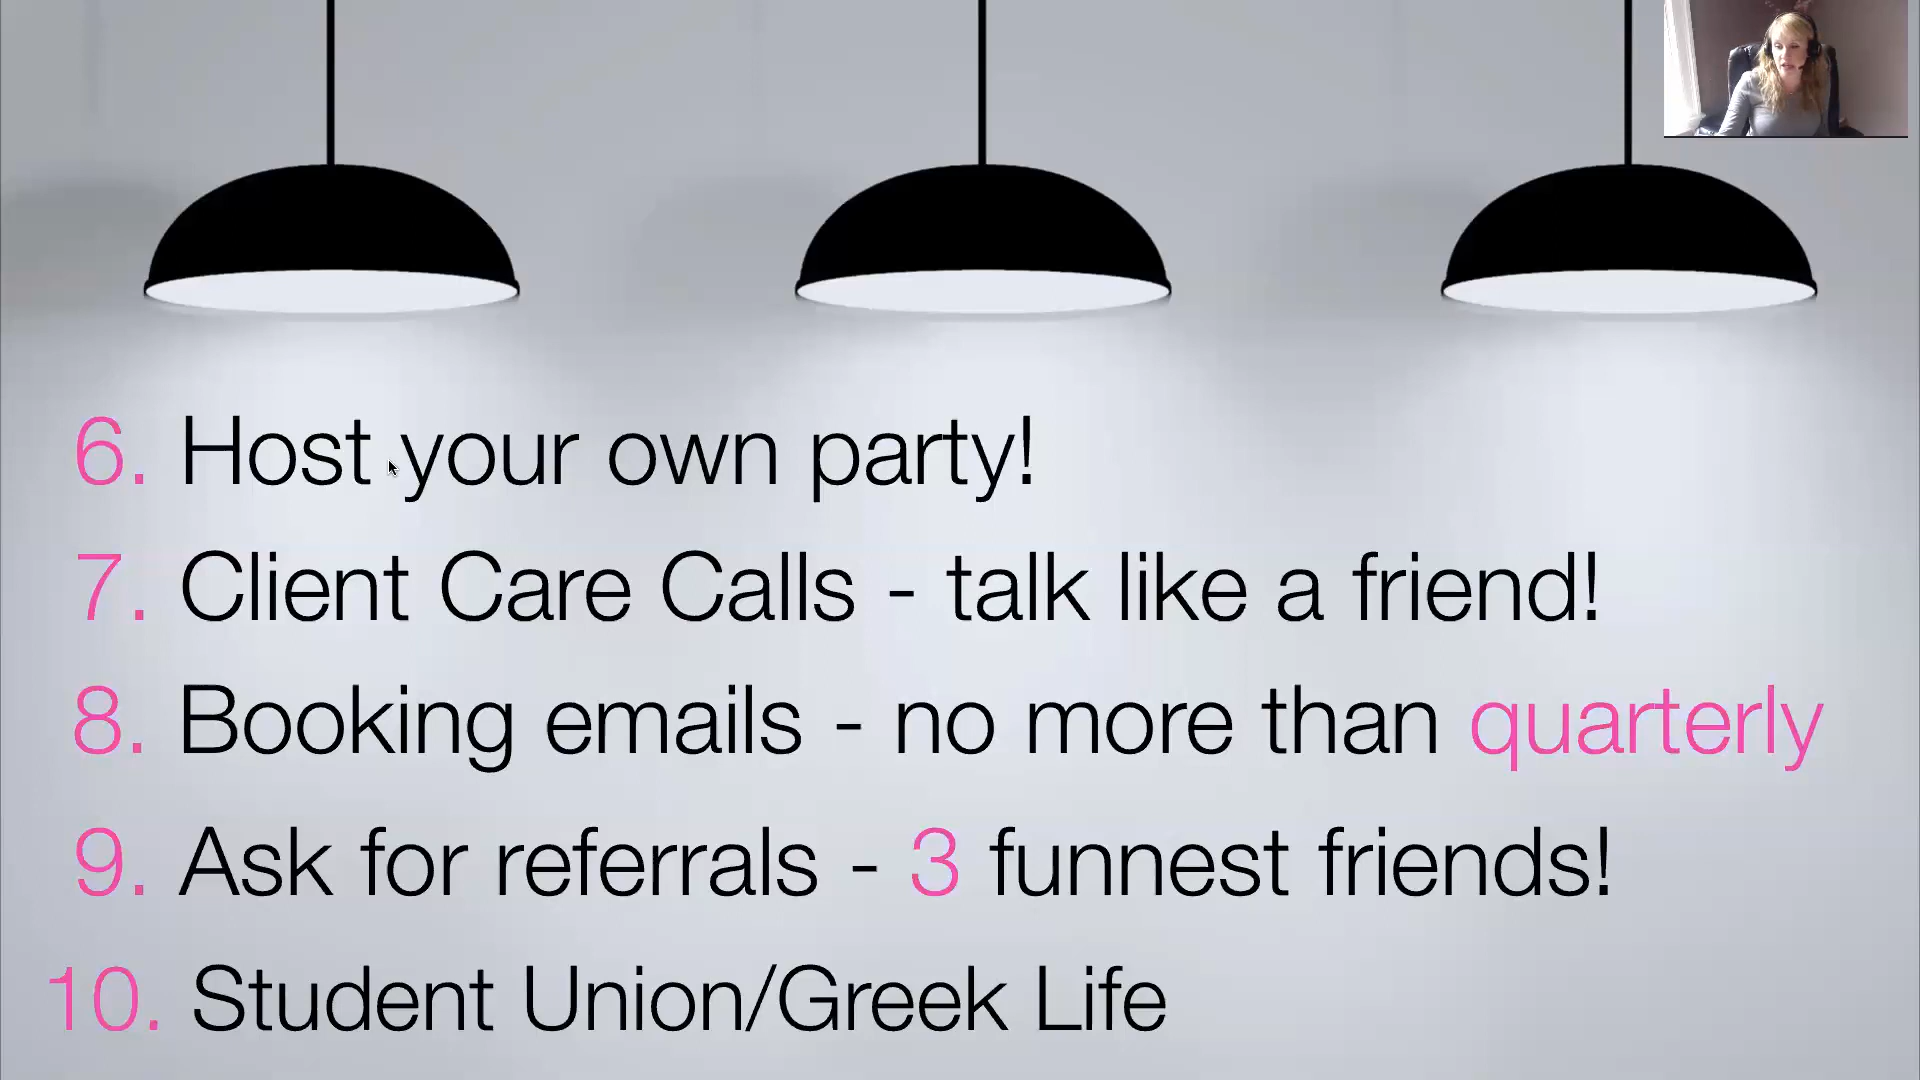 6. Host your own party!
7. Client Care Calls - talk like a friend!
8. Booking emails - no more than quarterly
9. Ask for referrals - 3 funnest friends!
10. Student Union/Greek Life